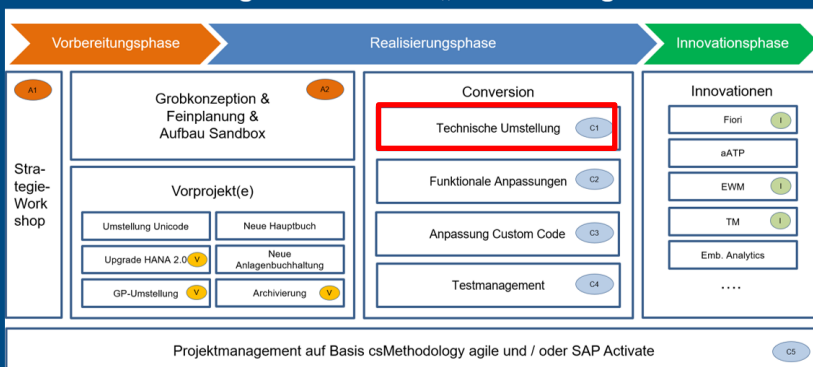 Vorbereitungsphase
Realisierungsphase
Innovationsphase
A1
Stra-
tegie-
Work
shop
A2
Grobkonzeption &
Feinplanung &
Aufbau Sandbox
Vorprojekt(e)
Umstellung Unicode
Neue Hauptbuch
Upgrade HANA 2.0
V
Neue
Anlagenbuchhaltung
GP-Umstellung
V
Archivierung
V
Conversion
Technische Umstellung
C1
Funktionale Anpassungen
C2
Anpassung Custom Code
C3
Testmanagement
C4
Innovationen
Fiori
I
aATP
EWM
I
TM
I
Emb. Analytics
....
Projektmanagement auf Basis csMethodology agile und / oder SAP Activate
C5